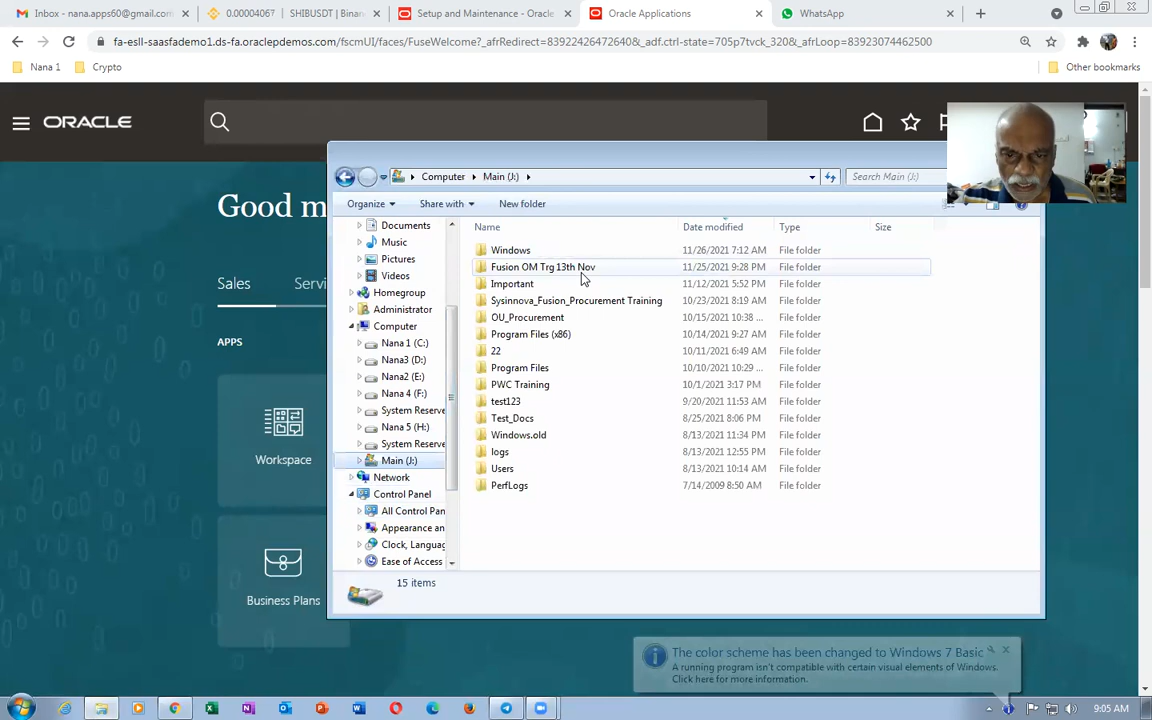 Inbox - nana.apps60@gmail.com
0.00004067 | SHIBUSDT | Binan
Setup and Maintenance - Oracle
Oracle Applications
WhatsApp
fa-esll-saasfademo1.ds-fa.oraclepdemos.com/fscmUI/faces/FuseWelcome?_afrRedirect=83922426472640&_adf.ctrl-state=705p7tvck_320&_afrLoop=83923074462500
Nana 1
Crypto
Other bookmarks
ORACLE
Computer
Main (J:)
Search Main (J:)
Good m
Organize
Share with
New folder
Documents
Music
Pictures
Videos
Homegroup
Administrator
Computer
Nana 1 (C:)
Nana3 (D:)
Nana2 (E:)
Nana 4 (F:)
System Reserve
Nana 5 (H:)
System Reserve
Main (J:)
Network
Control Panel
All Control Pan
Appearance an
Clock, Languag
Ease of Access
Name Date modified Type Size
Windows 11/26/2021 7:12 AM File folder
Fusion OM Trg 13th Nov 11/25/2021 9:28 PM File folder
Important 11/12/2021 5:52 PM File folder
Sysinnova_Fusion_Procurement Training 10/23/2021 8:19 AM File folder
OU_Procurement 10/15/2021 10:38 ... File folder
Program Files (x86) 10/14/2021 9:27 AM File folder
22 10/11/2021 6:49 AM File folder
Program Files 10/10/2021 10:29 ... File folder
PWC Training 10/1/2021 3:17 PM File folder
test123 9/20/2021 11:53 AM File folder
Test_Docs 8/25/2021 8:06 PM File folder
Windows.old 8/13/2021 11:34 PM File folder
logs 8/13/2021 12:55 PM File folder
Users 8/13/2021 10:14 AM File folder
PerfLogs 7/14/2009 8:50 AM File folder
15 items
Sales
Servi
APPS
Workspace
Business Plans
The color scheme has been changed to Windows 7 Basic
A running program isn't compatible with certain visual elements of Windows.
Click here for more information.
9:05 AM